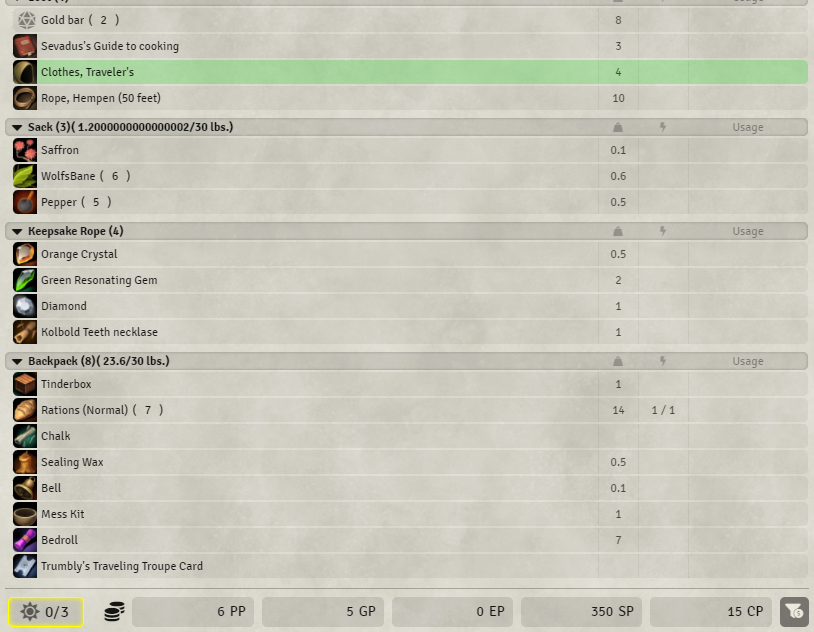 Usage
Gold bar ( 2 ) 8
Sevadus's Guide to cooking 3
Clothes, Traveler's 4
Rope, Hempen (50 feet) 10
Sack (3)( 1.2000000000000002/30 lbs.) Usage
Saffron 0.1
WolfsBane ( 6 ) 0.6
Pepper ( 5 ) 0.5
Keepsake Rope (4) Usage
Orange Crystal 0.5
Green Resonating Gem 2
Diamond 1
Kolbold Teeth necklase 1
Backpack (8)( 23.6/30 lbs.) Usage
Tinderbox 1
Rations (Normal) ( 7 ) 14 1 / 1
Chalk
Sealing Wax 0.5
Bell 0.1
Mess Kit 1
Bedroll 7
Trumbly's Traveling Troupe Card
0/3 6 PP 5 GP 0 EP 350 SP 15 CP